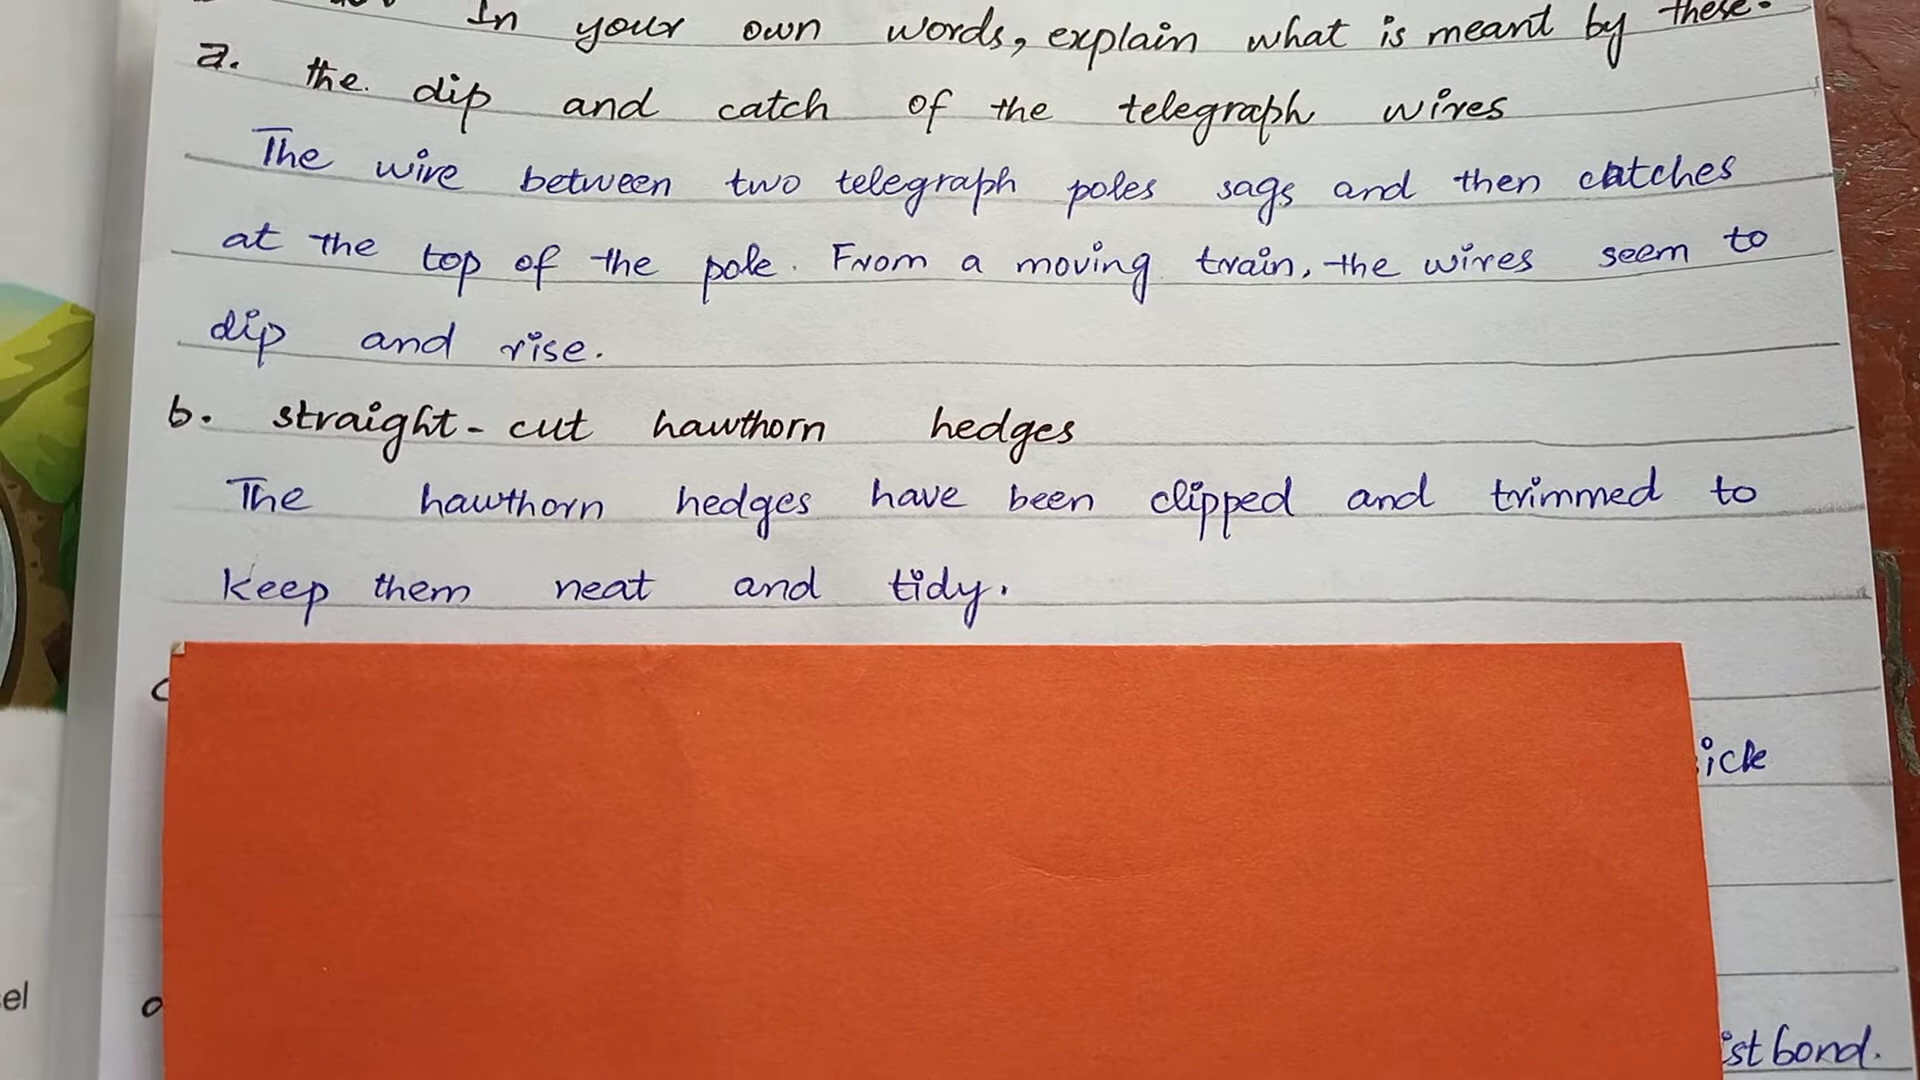 In your own words, explain what is meant by these.
a. the dip and catch of the telegraph wires
The wire between two telegraph poles sags and then catches
at the top of the pole. From a moving train, the wires seem to
dip and rise.
b. straight-cut hawthorn hedges
The hawthorn hedges have been clipped and trimmed to
keep them neat and tidy.